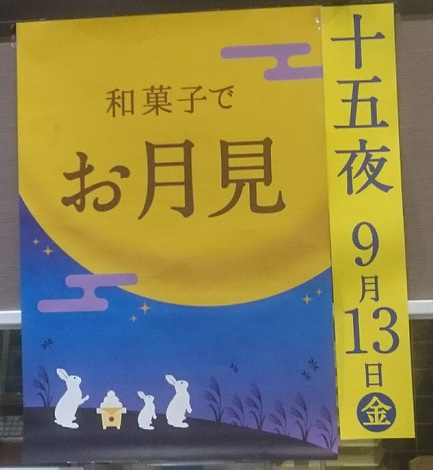 和菓子で
お月見
十五夜
9月13日
金